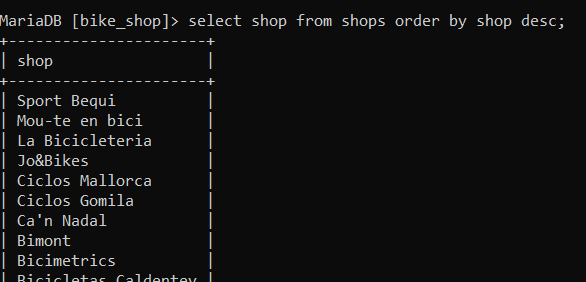 MariaDB [bike_shop]> select shop from shops order by shop desc;
+----------------------+
| shop                 |
+----------------------+
| Sport Bequi          |
| Mou-te en bici       |
| La Bicicleteria      |
| Jo&Bikes             |
| Ciclos Mallorca      |
| Ciclos Gomila        |
| Ca'n Nadal           |
| Bimont               |
| Bicimetrics          |
| Bicicletas Caldentey |